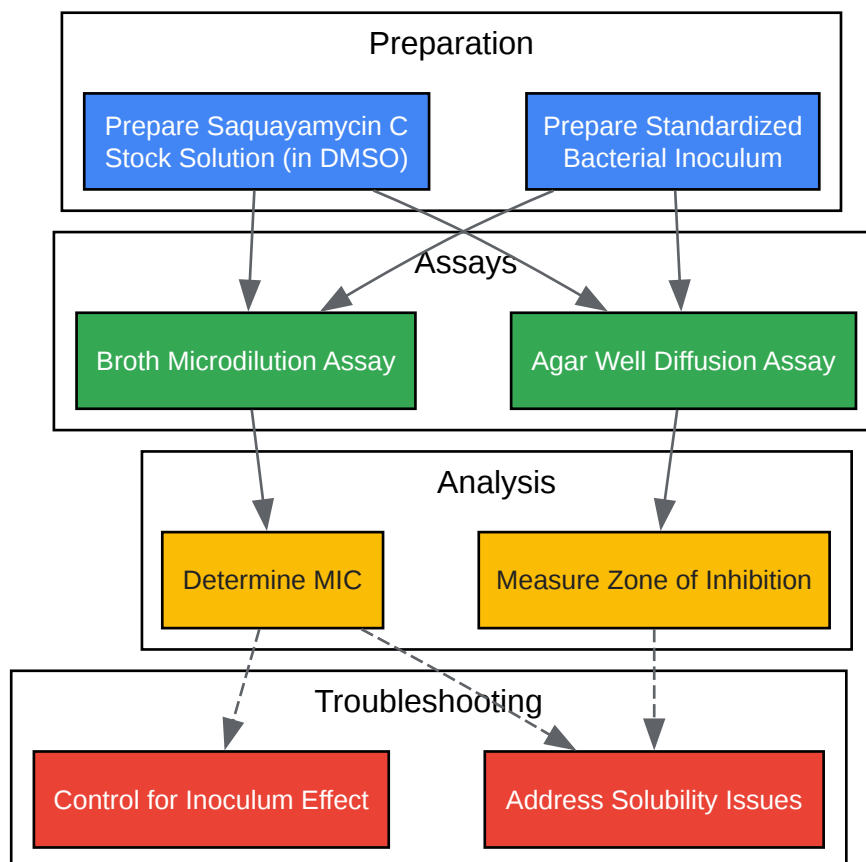 Preparation
Prepare Saquayamycin C
Stock Solution (in DMSO)
Prepare Standardized
Bacterial Inoculum
Assays
Broth Microdilution Assay
Agar Well Diffusion Assay
Analysis
Determine MIC
Measure Zone of Inhibition
Troubleshooting
Control for Inoculum Effect
Address Solubility Issues